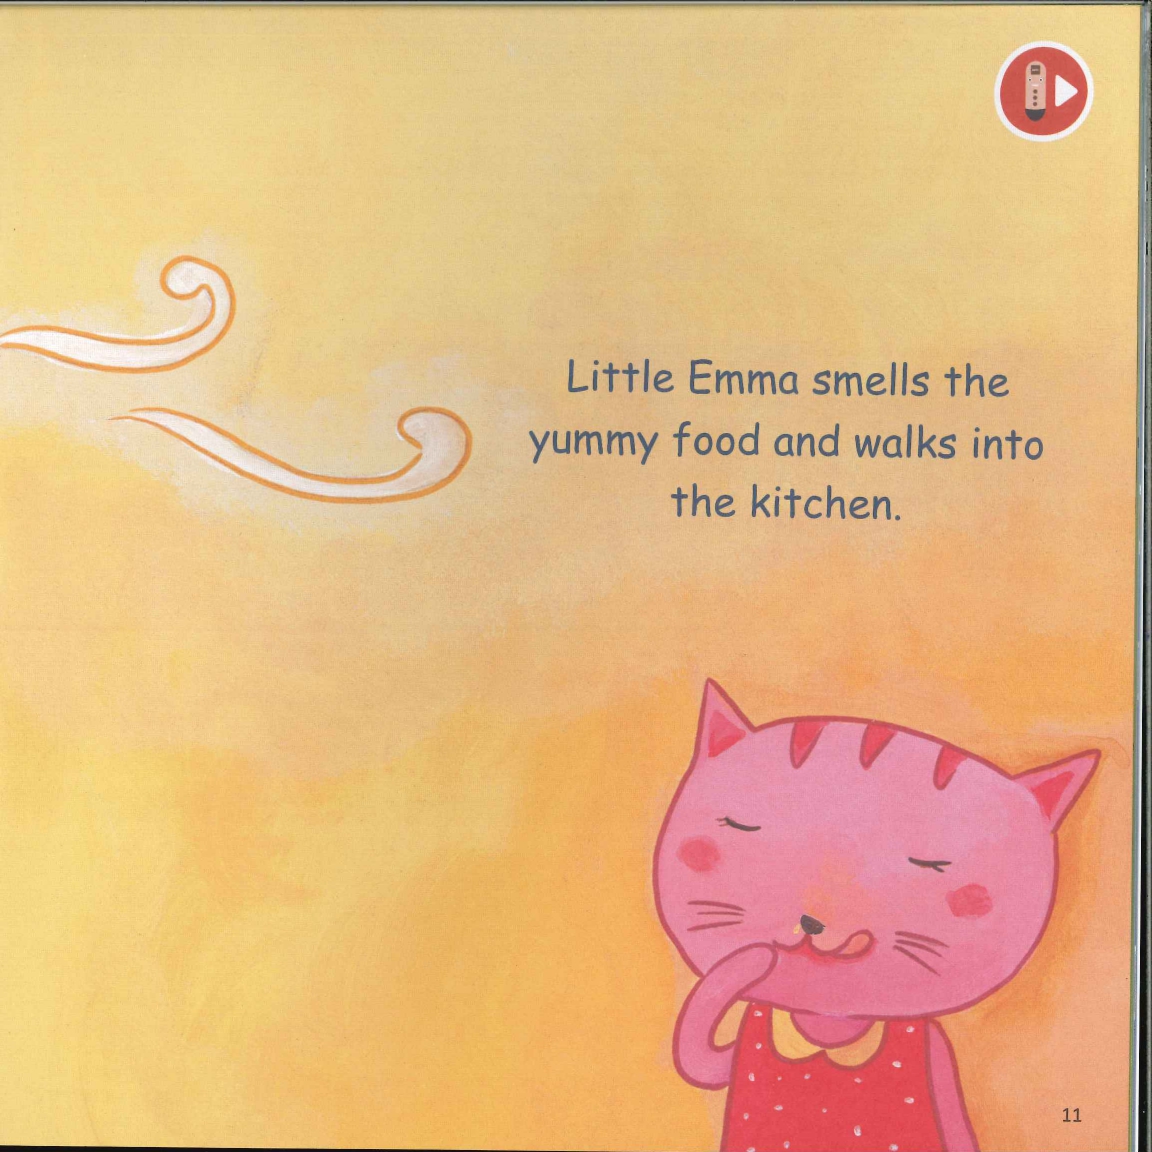 Little Emma smells the
yummy food and walks into
the kitchen.
11